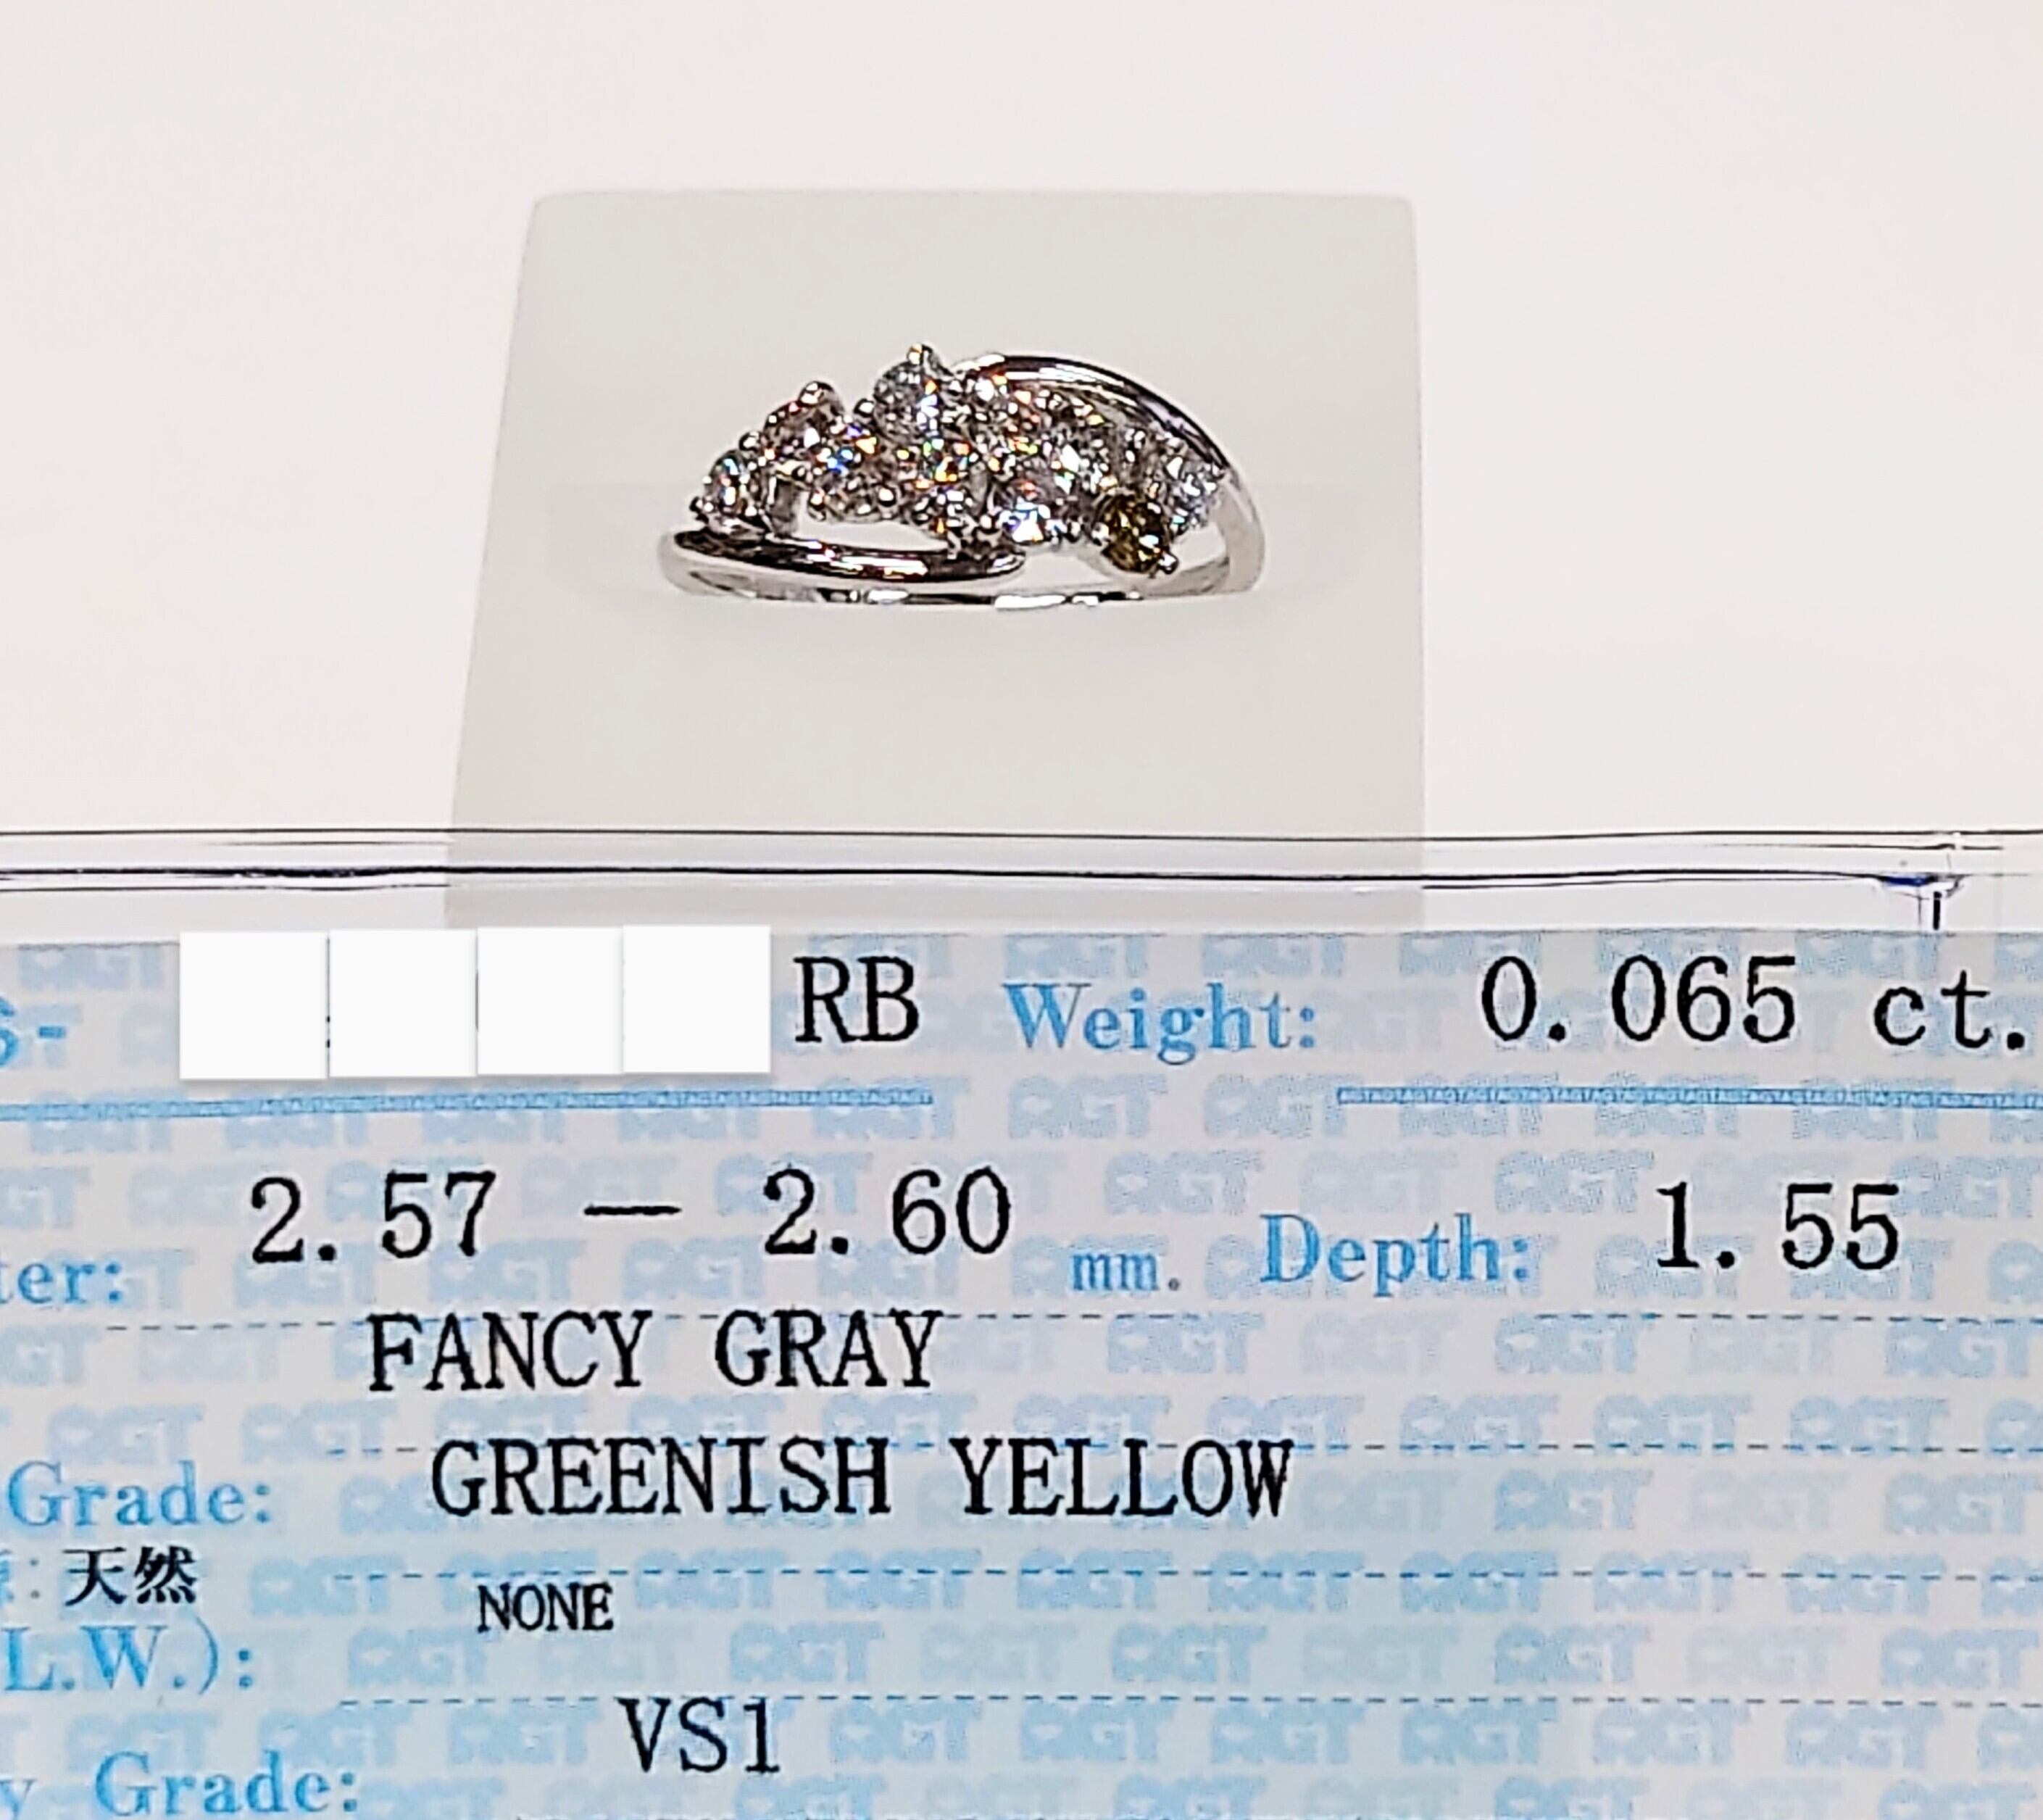 RB Weight: 0.065 ct.
2.57 — 2.60 mm. Depth: 1.55
FANCY GRAY
Grade: GREENISH YELLOW
天然
NONE
L.W.):
VS1
Grade: